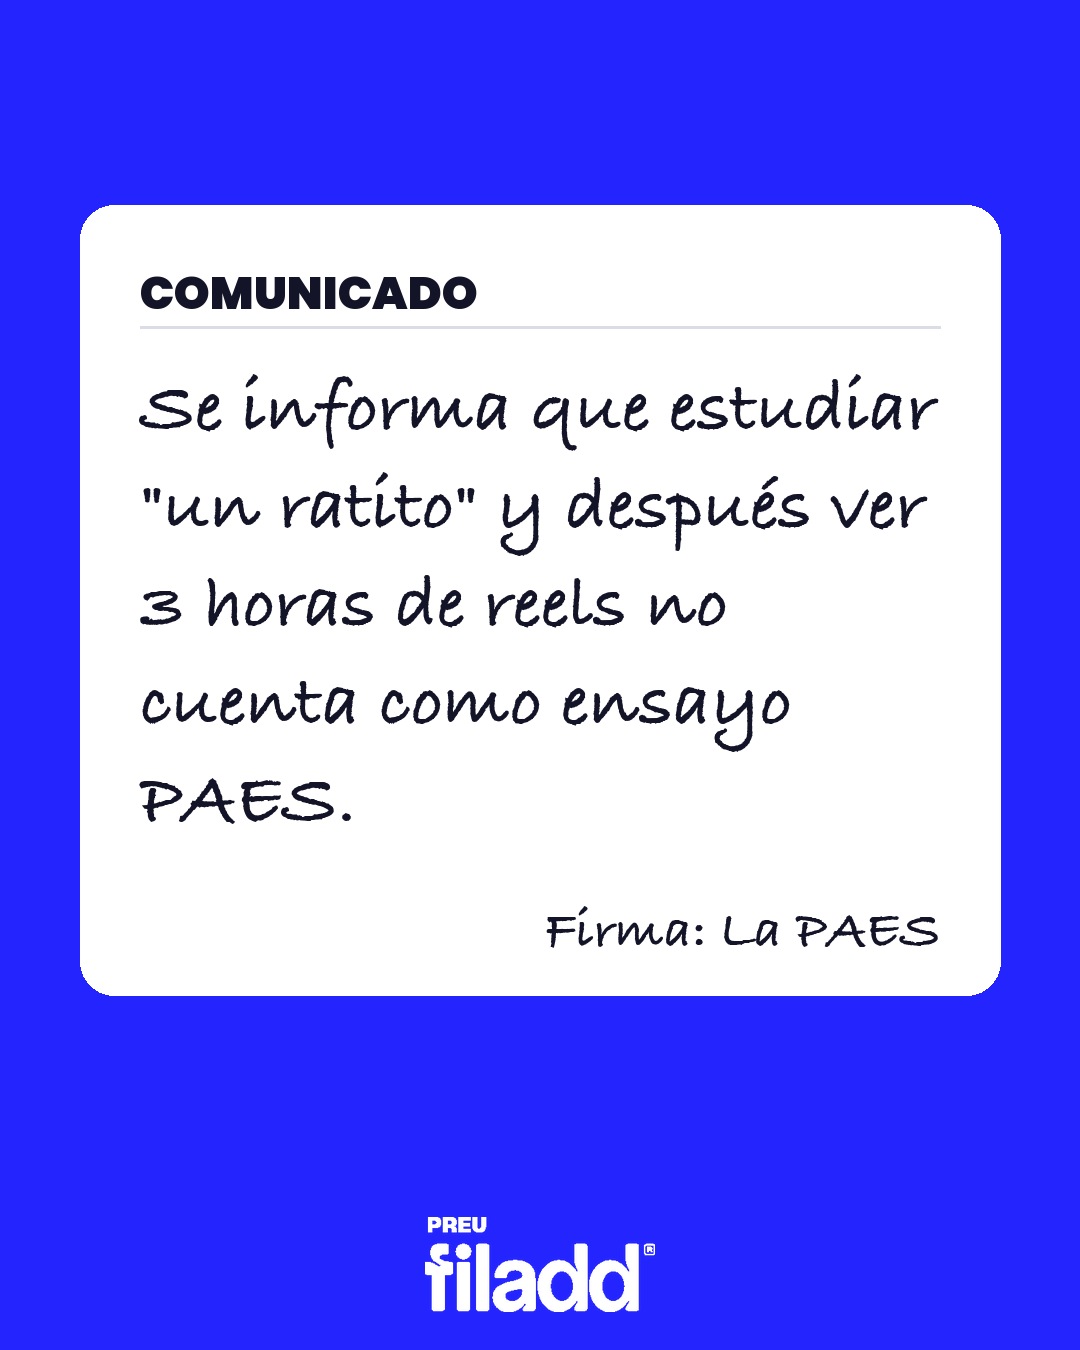 COMUNICADO
Se informa que estudiar
"un ratito" y después ver
3 horas de reels no
cuenta como ensayo
PAES.
Firma: La PAES
PREU
filadd®